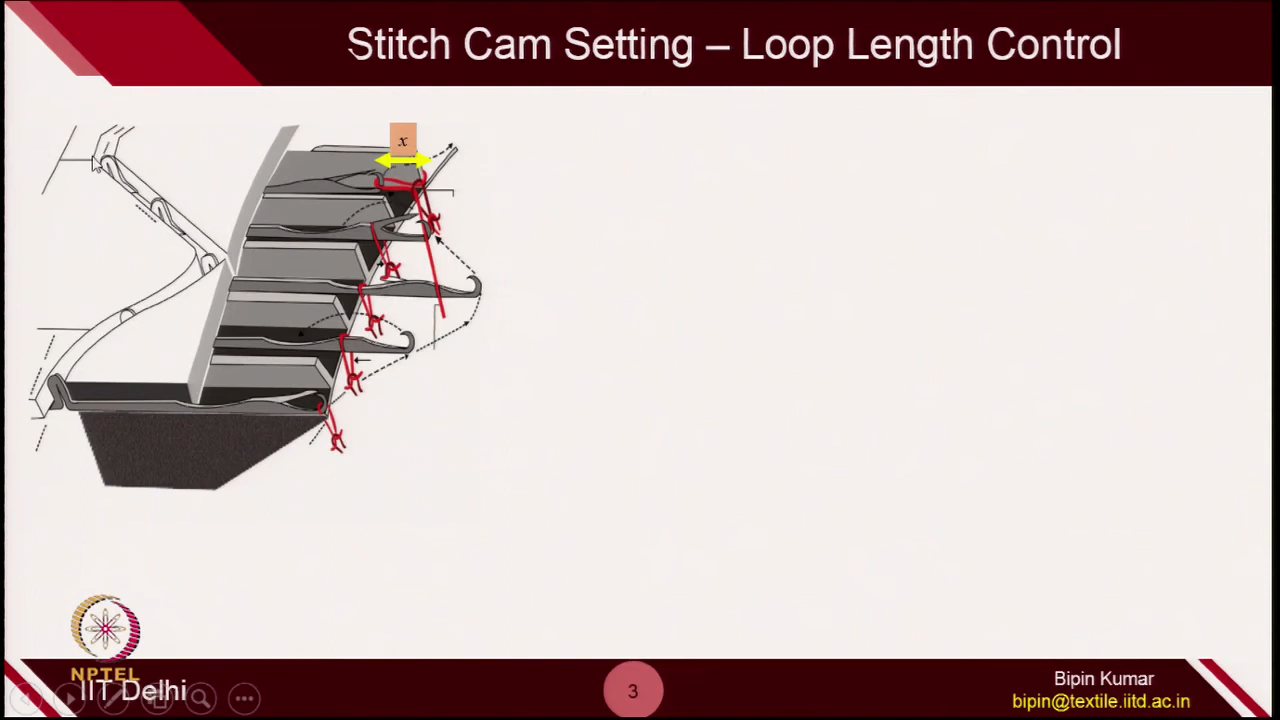 Stitch Cam Setting – Loop Length Control
x
NPTEL
IIT Delhi
3
Bipin Kumar
bipin@textile.iitd.ac.in